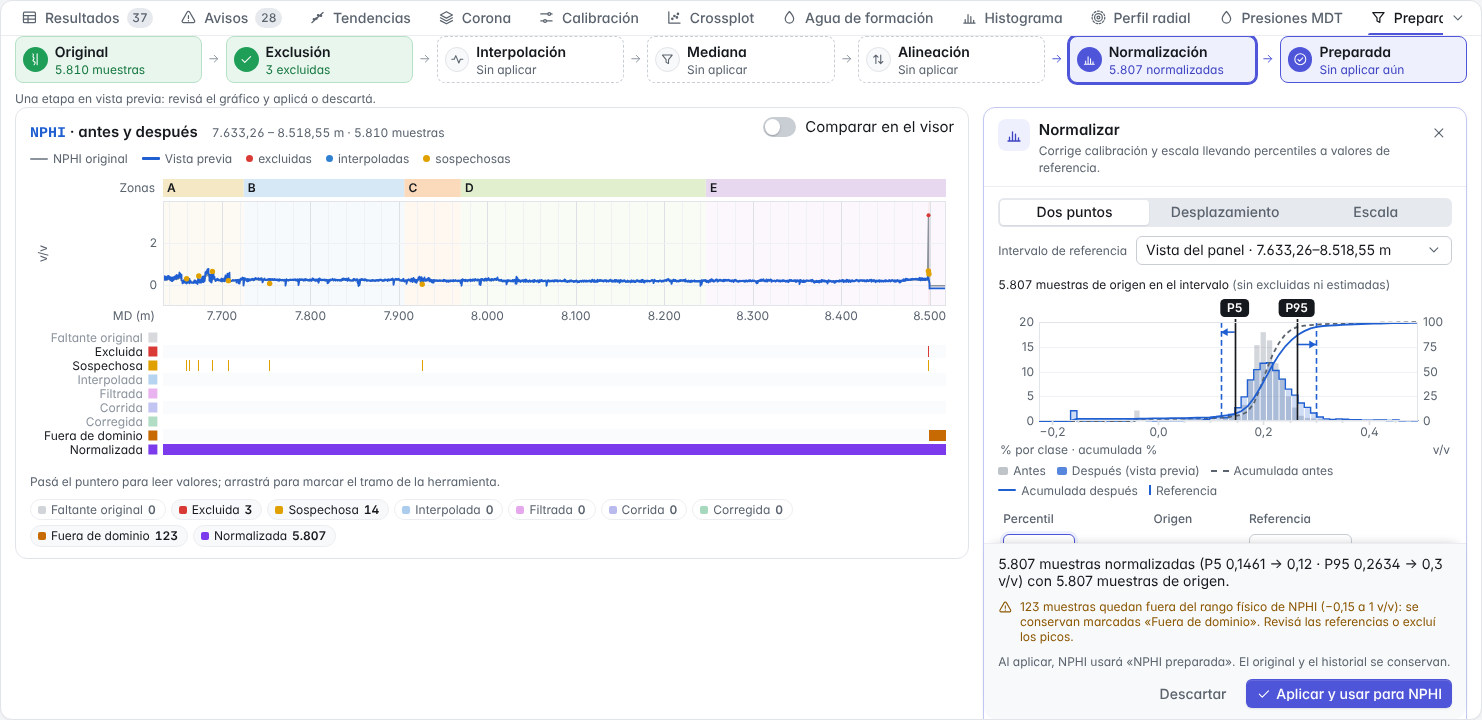 Resultados 37 Avisos 28 Tendencias Corona Calibración Crossplot Agua de formación Histograma Perfil radial Presiones MDT Prepara
Original
5.810 muestras
Exclusión
3 excluidas
Interpolación
Sin aplicar
Mediana
Sin aplicar
Alineación
Sin aplicar
Normalización
5.807 normalizadas
Preparada
Sin aplicar aún
Una etapa en vista previa: revisá el gráfico y aplicá o descartá.
NPHI · antes y después 7.633,26 – 8.518,55 m · 5.810 muestras
Comparar en el visor
NPHI original Vista previa excluidas interpoladas sospechosas
Zonas A B C D E
v/v
2
0
MD (m) 7.700 7.800 7.900 8.000 8.100 8.200 8.300 8.400 8.500
Faltante original
Excluida
Sospechosa
Interpolada
Filtrada
Corrida
Corregida
Fuera de dominio
Normalizada
Pasá el puntero para leer valores; arrastrá para marcar el tramo de la herramienta.
Faltante original 0 Excluida 3 Sospechosa 14 Interpolada 0 Filtrada 0 Corrida 0 Corregida 0
Fuera de dominio 123 Normalizada 5.807
Normalizar
Corrige calibración y escala llevando percentiles a valores de
referencia.
Dos puntos Desplazamiento Escala
Intervalo de referencia Vista del panel · 7.633,26–8.518,55 m
5.807 muestras de origen en el intervalo (sin excluidas ni estimadas)
P5 P95
20 100
15 75
10 50
5 25
0 0
−0,2 0,0 0,2 0,4
% por clase · acumulada % v/v
Antes Después (vista previa) Acumulada antes
Acumulada después Referencia
Percentil Origen Referencia
5.807 muestras normalizadas (P5 0,1461 → 0,12 · P95 0,2634 → 0,3
v/v) con 5.807 muestras de origen.
123 muestras quedan fuera del rango físico de NPHI (−0,15 a 1 v/v): se
conservan marcadas «Fuera de dominio». Revisá las referencias o excluí
los picos.
Al aplicar, NPHI usará «NPHI preparada». El original y el historial se conservan.
Descartar Aplicar y usar para NPHI